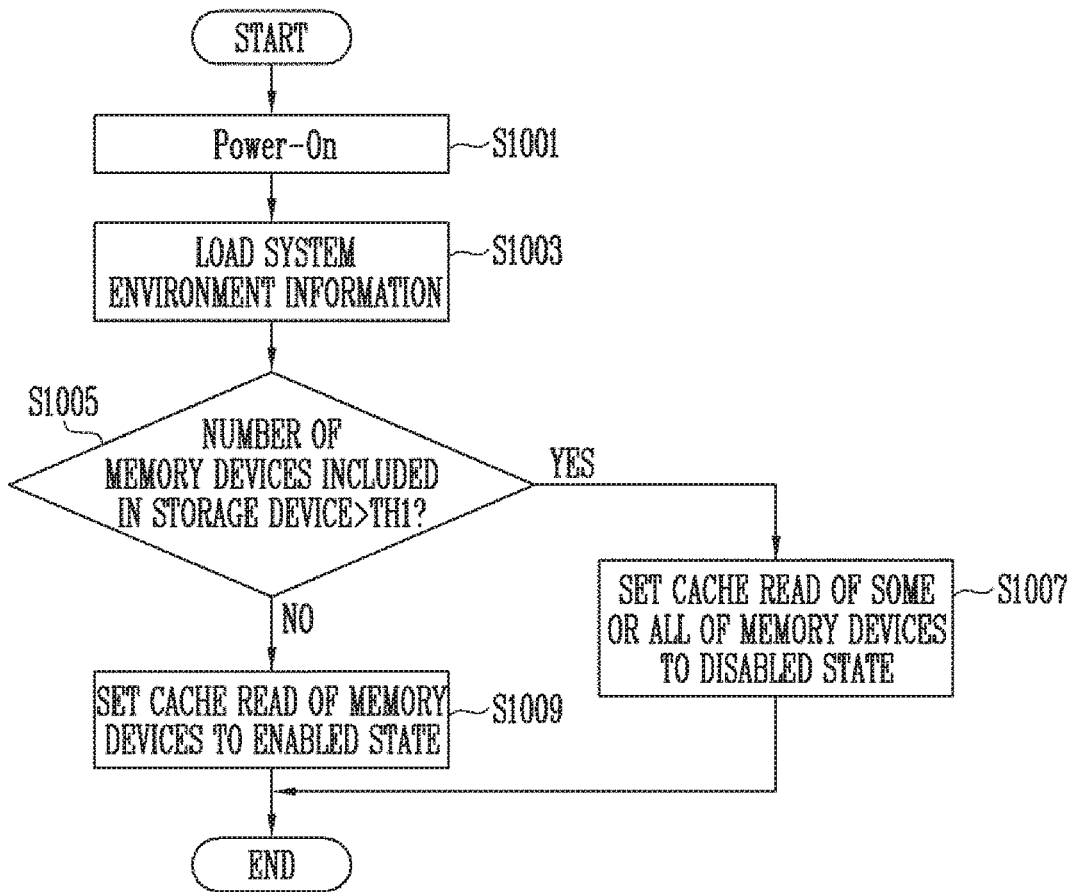 START
Power-On
S1001
LOAD SYSTEM
ENVIRONMENT INFORMATION
S1003
S1005
NUMBER OF
MEMORY DEVICES INCLUDED
IN STORAGE DEVICE>TH1?
YES
NO
SET CACHE READ OF SOME
OR ALL OF MEMORY DEVICES
TO DISABLED STATE
S1007
SET CACHE READ OF MEMORY
DEVICES TO ENABLED STATE
S1009
END